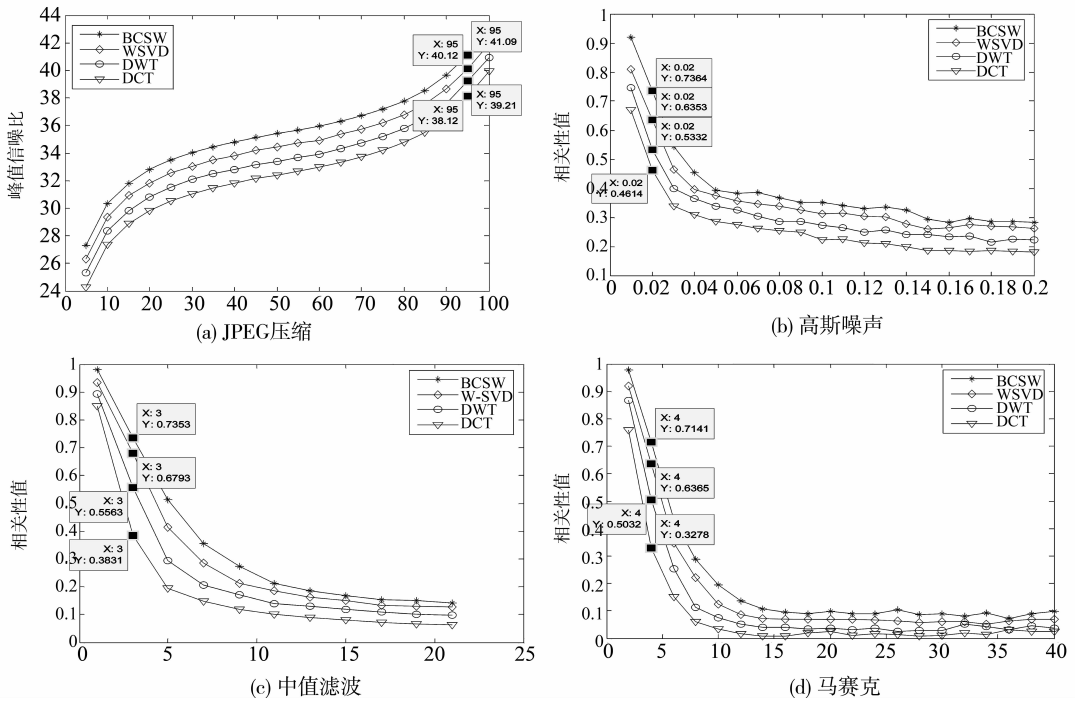 44
42
40
38
36
34
32
30
28
26
24
0 10 20 30 40 50 60 70 80 90 100
峰值信噪比
BCSW
WSVD
DWT
DCT
X: 95
Y: 40.12
X: 95
Y: 41.09
X: 95
Y: 38.12
X: 95
Y: 39.21
(a) JPEG压缩
1
0.9
0.8
0.7
0.6
0.5
0.4
0.3
0.2
0.1
0 0.02 0.04 0.06 0.08 0.1 0.12 0.14 0.16 0.18 0.2
相关性值
BCSW
WSVD
DWT
DCT
X: 0.02
Y: 0.7364
X: 0.02
Y: 0.6353
X: 0.02
Y: 0.5332
X: 0.02
Y: 0.4614
(b) 高斯噪声
1
0.9
0.8
0.7
0.6
0.5
0.4
0.3
0.2
0.1
0
0 5 10 15 20 25
相关性值
BCSW
W-SVD
DWT
DCT
X: 3
Y: 0.7353
X: 3
Y: 0.6793
X: 3
Y: 0.5563
X: 3
Y: 0.3831
(c) 中值滤波
1
0.9
0.8
0.7
0.6
0.5
0.4
0.3
0.2
0.1
0
0 5 10 15 20 25 30 35 40
相关性值
BCSW
WSVD
DWT
DCT
X: 4
Y: 0.7141
X: 4
Y: 0.6365
X: 4
Y: 0.5032
X: 4
Y: 0.3278
(d) 马赛克